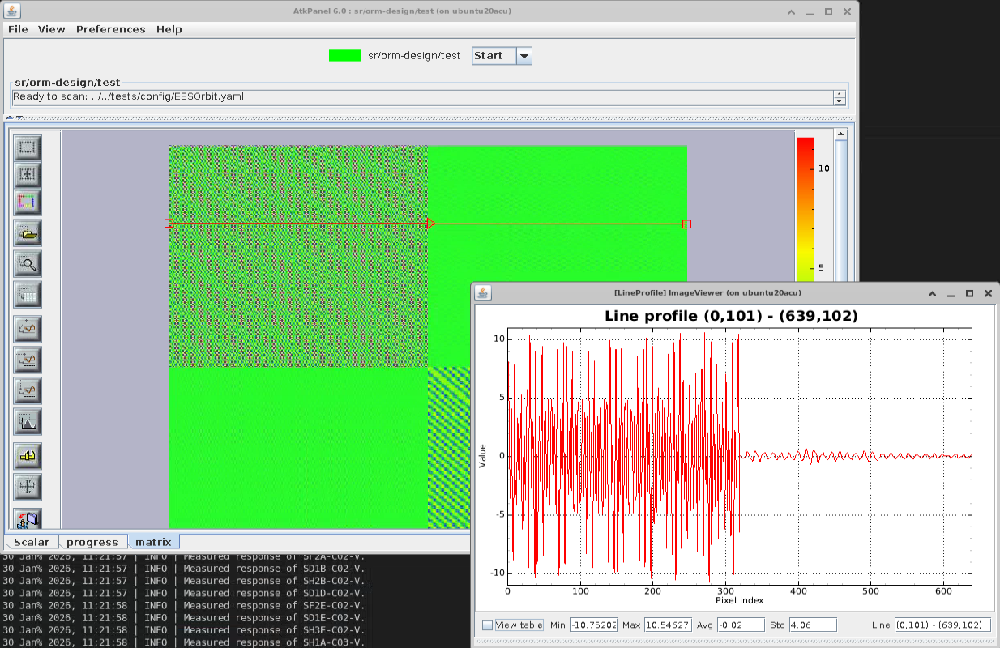 AtkPanel 6.0 : sr/orm-design/test (on ubuntu20acu)
File View Preferences Help
sr/orm-design/test Start
sr/orm-design/test
Ready to scan: ../../tests/config/EBSOrbit.yaml
10
5
[LineProfile] ImageViewer (on ubuntu20acu)
Line profile (0,101) - (639,102)
10
5
0
-5
-10
Value
0 100 200 300 400 500 600
Pixel index
View table Min -10.75202 Max 10.54627 Avg -0.02 Std 4.06 Line (0,101) - (639,102)
Scalar progress matrix
30 Jan% 2026, 11:21:57 | INFO | Measured response of SF2A-C02-V.
30 Jan% 2026, 11:21:57 | INFO | Measured response of SD1B-C02-V.
30 Jan% 2026, 11:21:57 | INFO | Measured response of SH2B-C02-V.
30 Jan% 2026, 11:21:57 | INFO | Measured response of SD1D-C02-V.
30 Jan% 2026, 11:21:58 | INFO | Measured response of SF2E-C02-V.
30 Jan% 2026, 11:21:58 | INFO | Measured response of SD1E-C02-V.
30 Jan% 2026, 11:21:58 | INFO | Measured response of SH3E-C02-V.
30 Jan% 2026, 11:21:58 | INFO | Measured response of SH1A-C03-V.